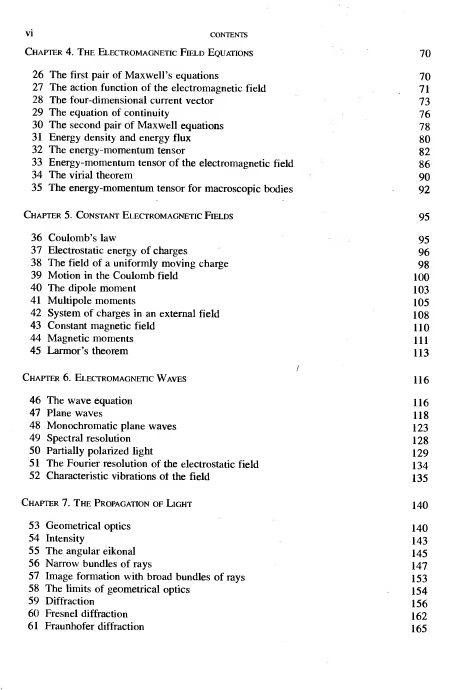 vi CONTENTS
CHAPTER 4. THE ELECTROMAGNETIC FIELD EQUATIONS 70
26 The first pair of Maxwell's equations 70
27 The action function of the electromagnetic field 71
28 The four-dimensional current vector 73
29 The equation of continuity 76
30 The second pair of Maxwell equations 78
31 Energy density and energy flux 80
32 The energy-momentum tensor 82
33 Energy-momentum tensor of the electromagnetic field 86
34 The virial theorem 90
35 The energy-momentum tensor for macroscopic bodies 92
CHAPTER 5. CONSTANT ELECTROMAGNETIC FIELDS 95
36 Coulomb's law 95
37 Electrostatic energy of charges 96
38 The field of a uniformly moving charge 98
39 Motion in the Coulomb field 100
40 The dipole moment 103
41 Multipole moments 105
42 System of charges in an external field 108
43 Constant magnetic field 110
44 Magnetic moments 111
45 Larmor's theorem 113
CHAPTER 6. ELECTROMAGNETIC WAVES 116
46 The wave equation 116
47 Plane waves 118
48 Monochromatic plane waves 123
49 Spectral resolution 128
50 Partially polarized light 129
51 The Fourier resolution of the electrostatic field 134
52 Characteristic vibrations of the field 135
CHAPTER 7. THE PROPAGATION OF LIGHT 140
53 Geometrical optics 140
54 Intensity 143
55 The angular eikonal 145
56 Narrow bundles of rays 147
57 Image formation with broad bundles of rays 153
58 The limits of geometrical optics 154
59 Diffraction 156
60 Fresnel diffraction 162
61 Fraunhofer diffraction 165